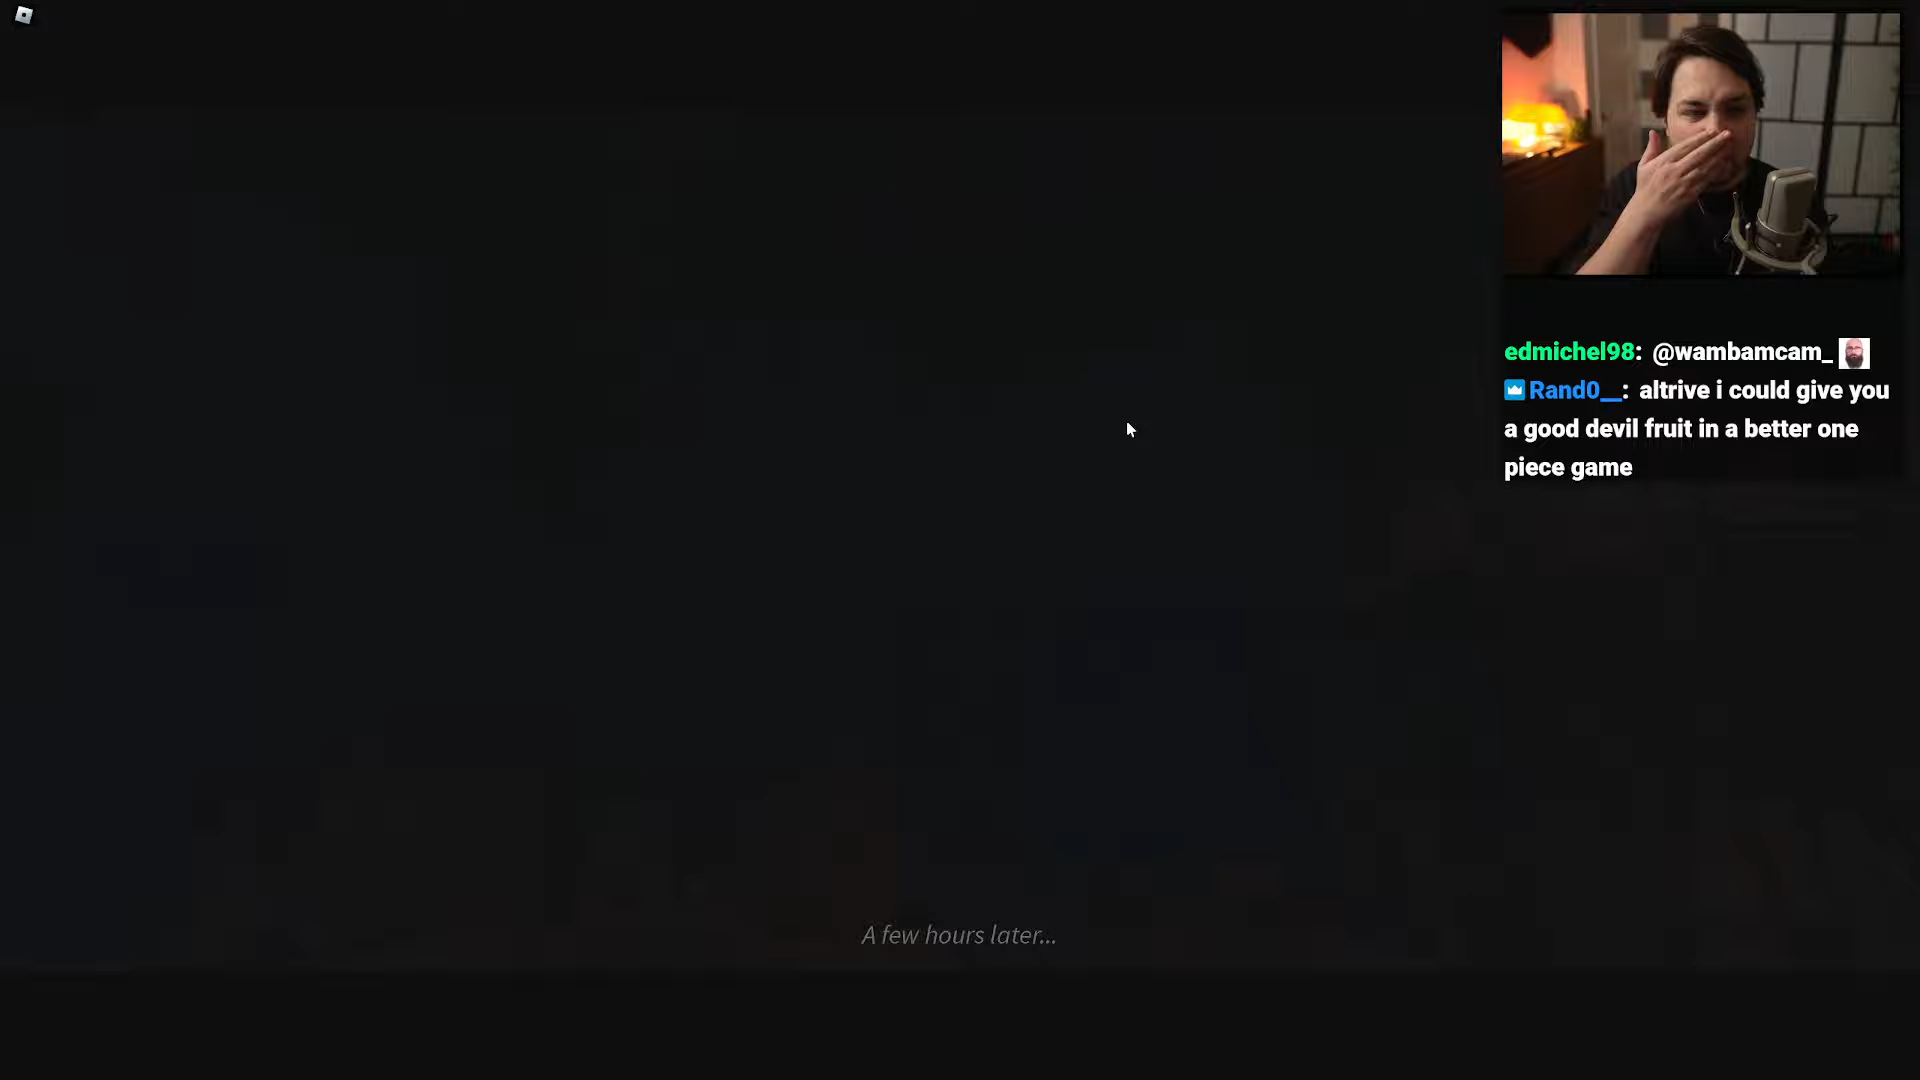 edmichel98: @wambamcam_
Rand0__: altrive i could give you
a good devil fruit in a better one
piece game
A few hours later...